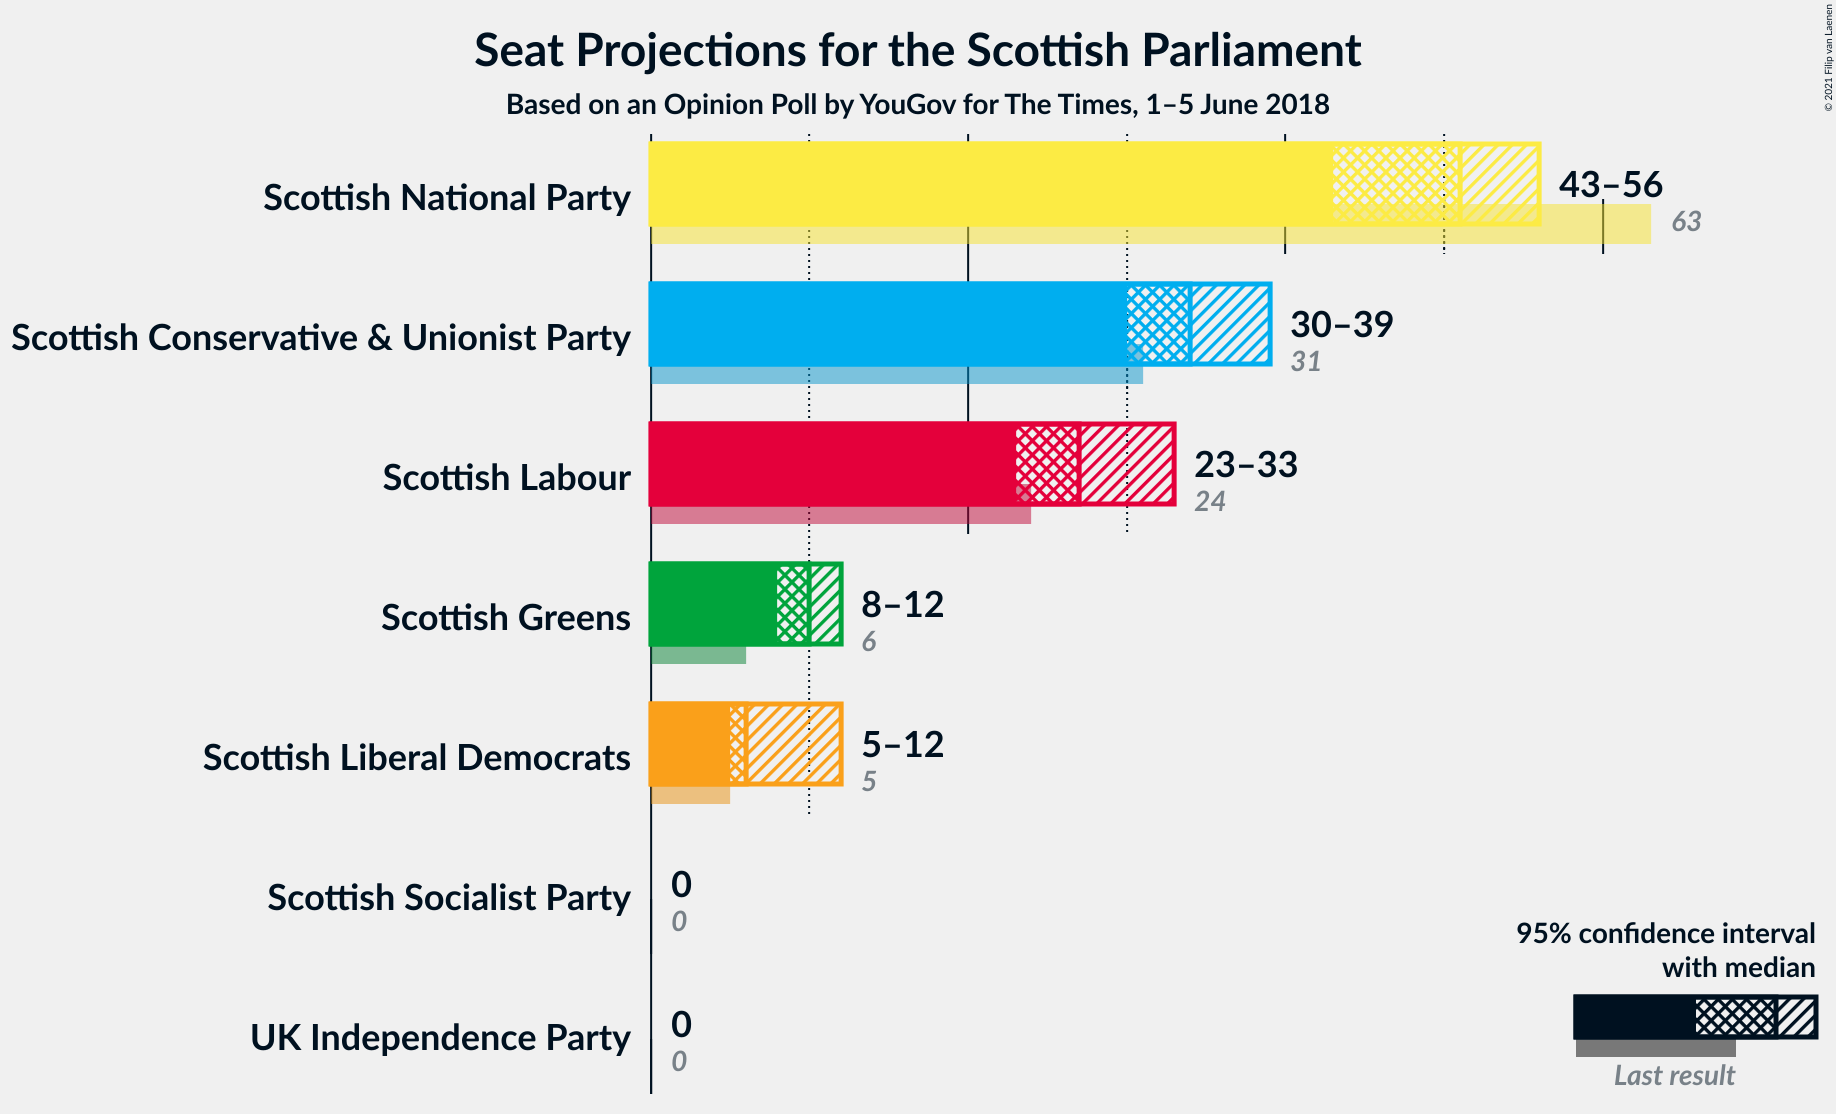 Seat Projections for the Scottish Parliament
Based on an Opinion Poll by YouGov for The Times, 1–5 June 2018
© 2021 Filip van Laenen
Scottish National Party
43–56
63
Scottish Conservative & Unionist Party
30–39
31
Scottish Labour
23–33
24
Scottish Greens
8–12
6
Scottish Liberal Democrats
5–12
5
Scottish Socialist Party
0
0
UK Independence Party
0
0
95% confidence interval
with median
Last result